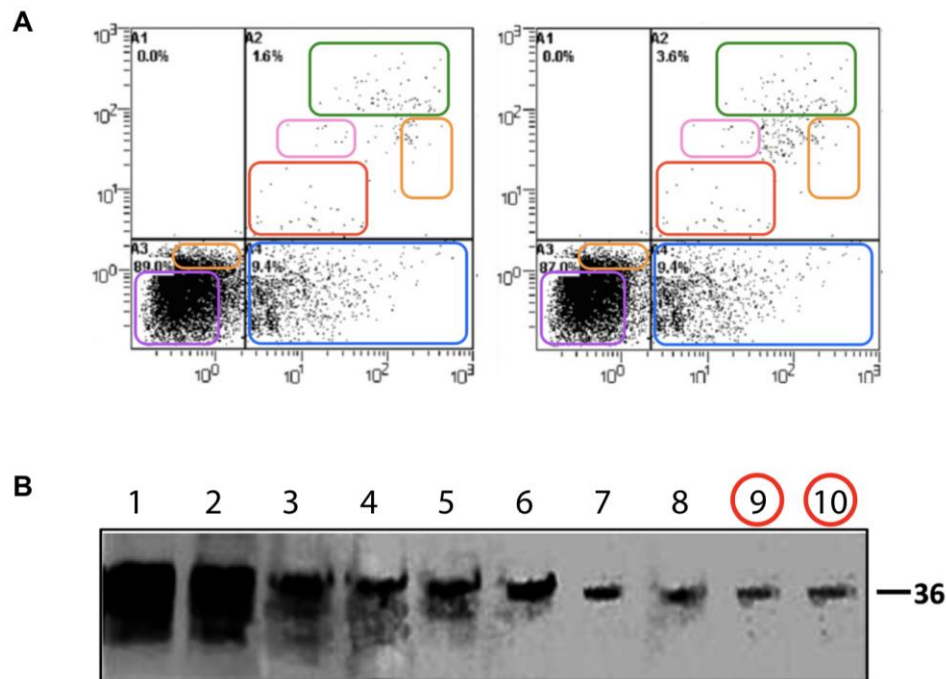 A
10³ A1 A2
0.0% 1.6%
10²
10¹
A3 A4
10⁰ 89.0% 9.4%
10⁰ 10¹ 10² 10³
10³ A1 A2
0.0% 3.6%
10²
10¹
A3 A4
10⁰ 87.0% 9.4%
10⁰ 10¹ 10² 10³
B
1 2 3 4 5 6 7 8 9 10
36